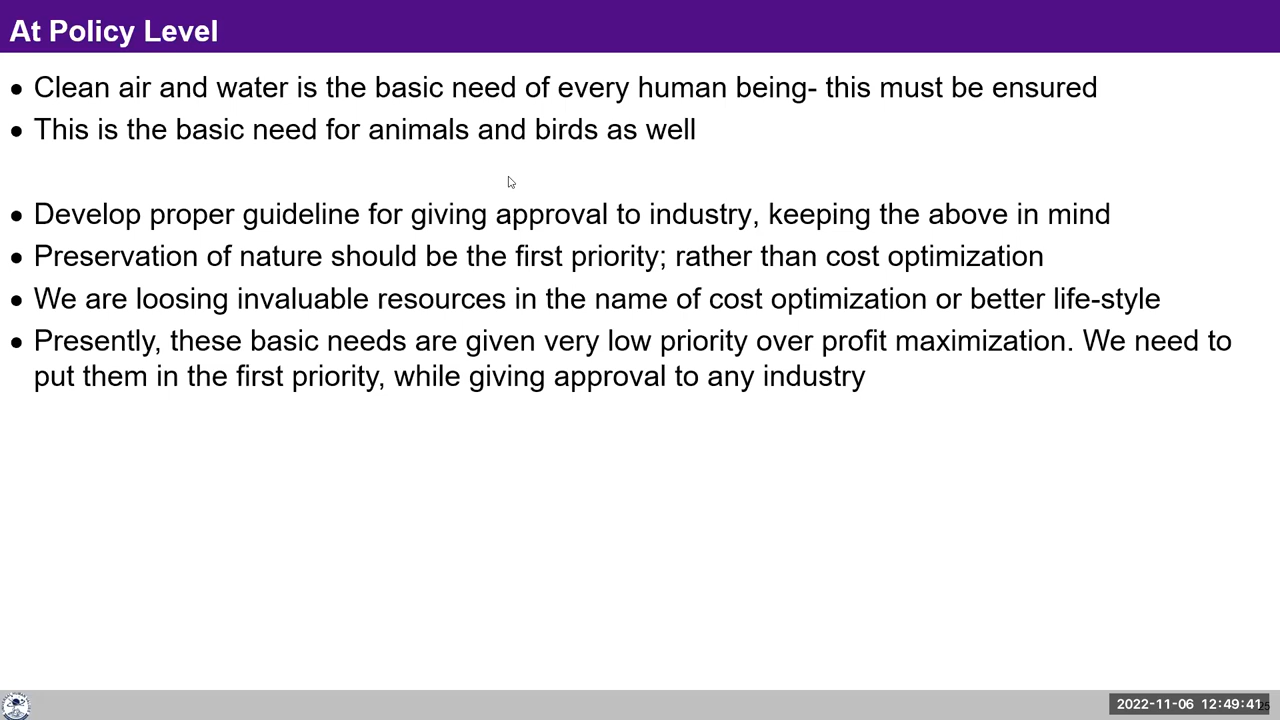 At Policy Level
• Clean air and water is the basic need of every human being- this must be ensured
• This is the basic need for animals and birds as well
• Develop proper guideline for giving approval to industry, keeping the above in mind
• Preservation of nature should be the first priority; rather than cost optimization
• We are loosing invaluable resources in the name of cost optimization or better life-style
• Presently, these basic needs are given very low priority over profit maximization. We need to
put them in the first priority, while giving approval to any industry
2022-11-06 12:49:41